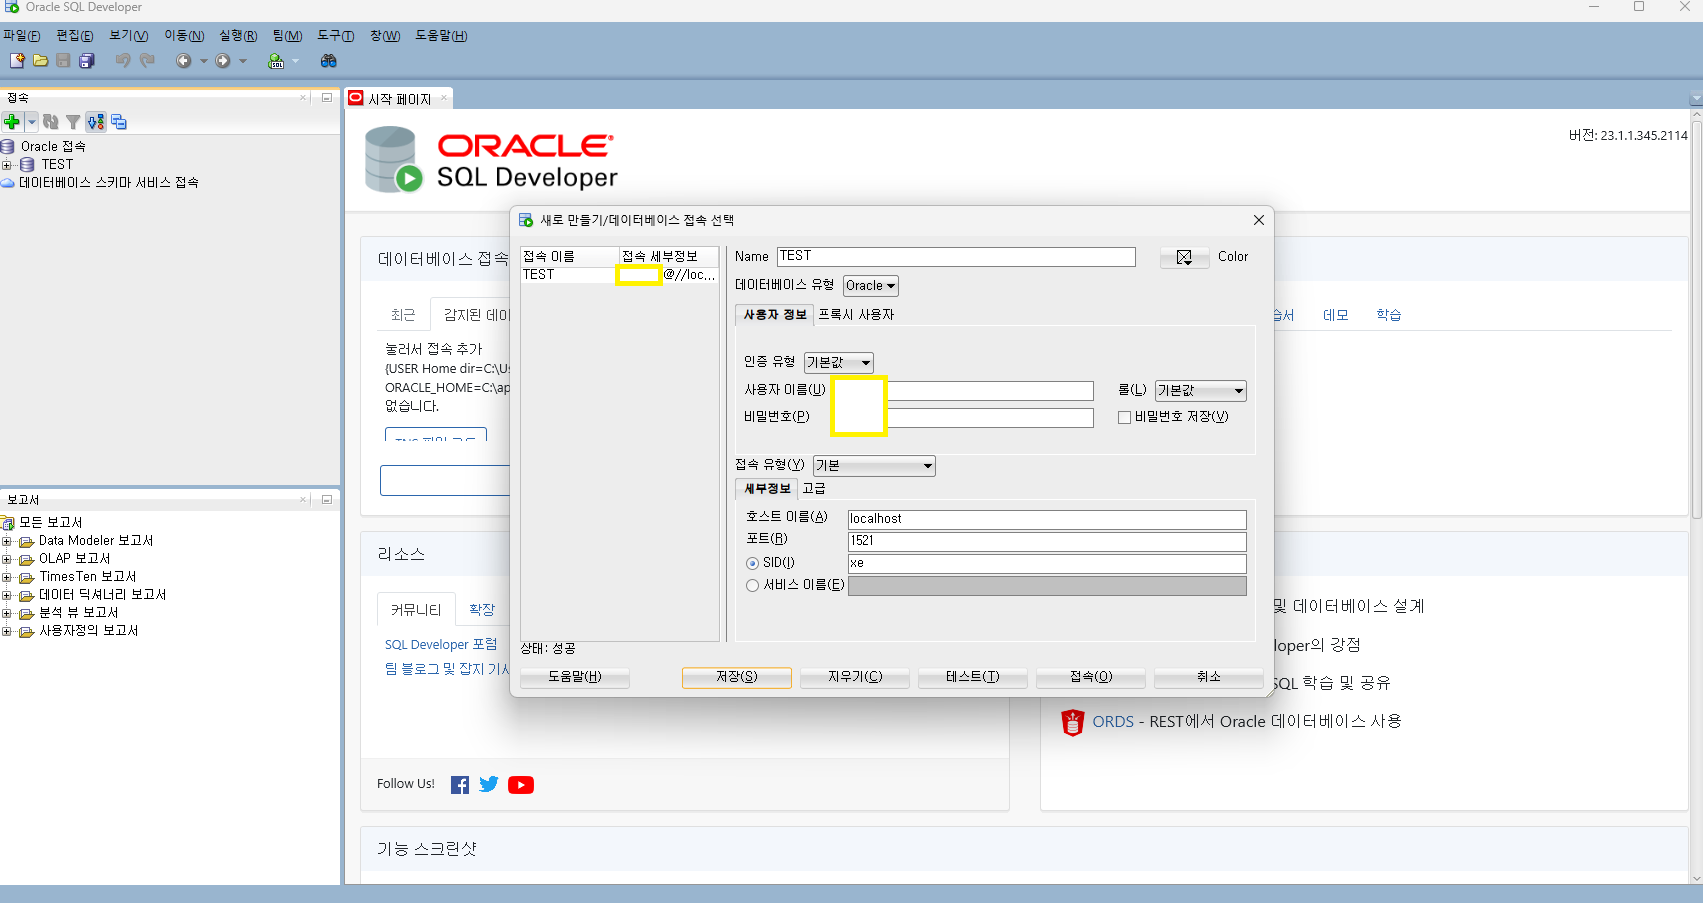 Oracle SQL Developer
파일(F) 편집(E) 보기(V) 이동(N) 실행(R) 팀(M) 도구(T) 창(W) 도움말(H)
접속
Oracle 접속
TEST
데이터베이스 스키마 서비스 접속
보고서
모든 보고서
Data Modeler 보고서
OLAP 보고서
TimesTen 보고서
데이터 딕셔너리 보고서
분석 뷰 보고서
사용자정의 보고서
시작 페이지
ORACLE
SQL Developer
버전: 23.1.1.345.2114
데이터베이스 접속
최근 감지된 데이
눌러서 접속 추가
{USER Home dir=C:\Us
ORACLE_HOME=C:\ap
없습니다.
습서 데모 학습
리소스
커뮤니티 확장
SQL Developer 포럼
팀 블로그 및 잡지 기사
Follow Us!
및 데이터베이스 설계
loper의 강점
SQL 학습 및 공유
ORDS - REST에서 Oracle 데이터베이스 사용
기능 스크린샷
새로 만들기/데이터베이스 접속 선택
접속 이름 접속 세부정보
TEST @//loc...
Name TEST Color
데이터베이스 유형 Oracle
사용자 정보 프록시 사용자
인증 유형 기본값
사용자 이름(U) 롤(L) 기본값
비밀번호(P) 비밀번호 저장(V)
접속 유형(Y) 기본
세부정보 고급
호스트 이름(A) localhost
포트(R) 1521
SID(I) xe
서비스 이름(E)
상태: 성공
도움말(H) 저장(S) 지우기(C) 테스트(T) 접속(O) 취소